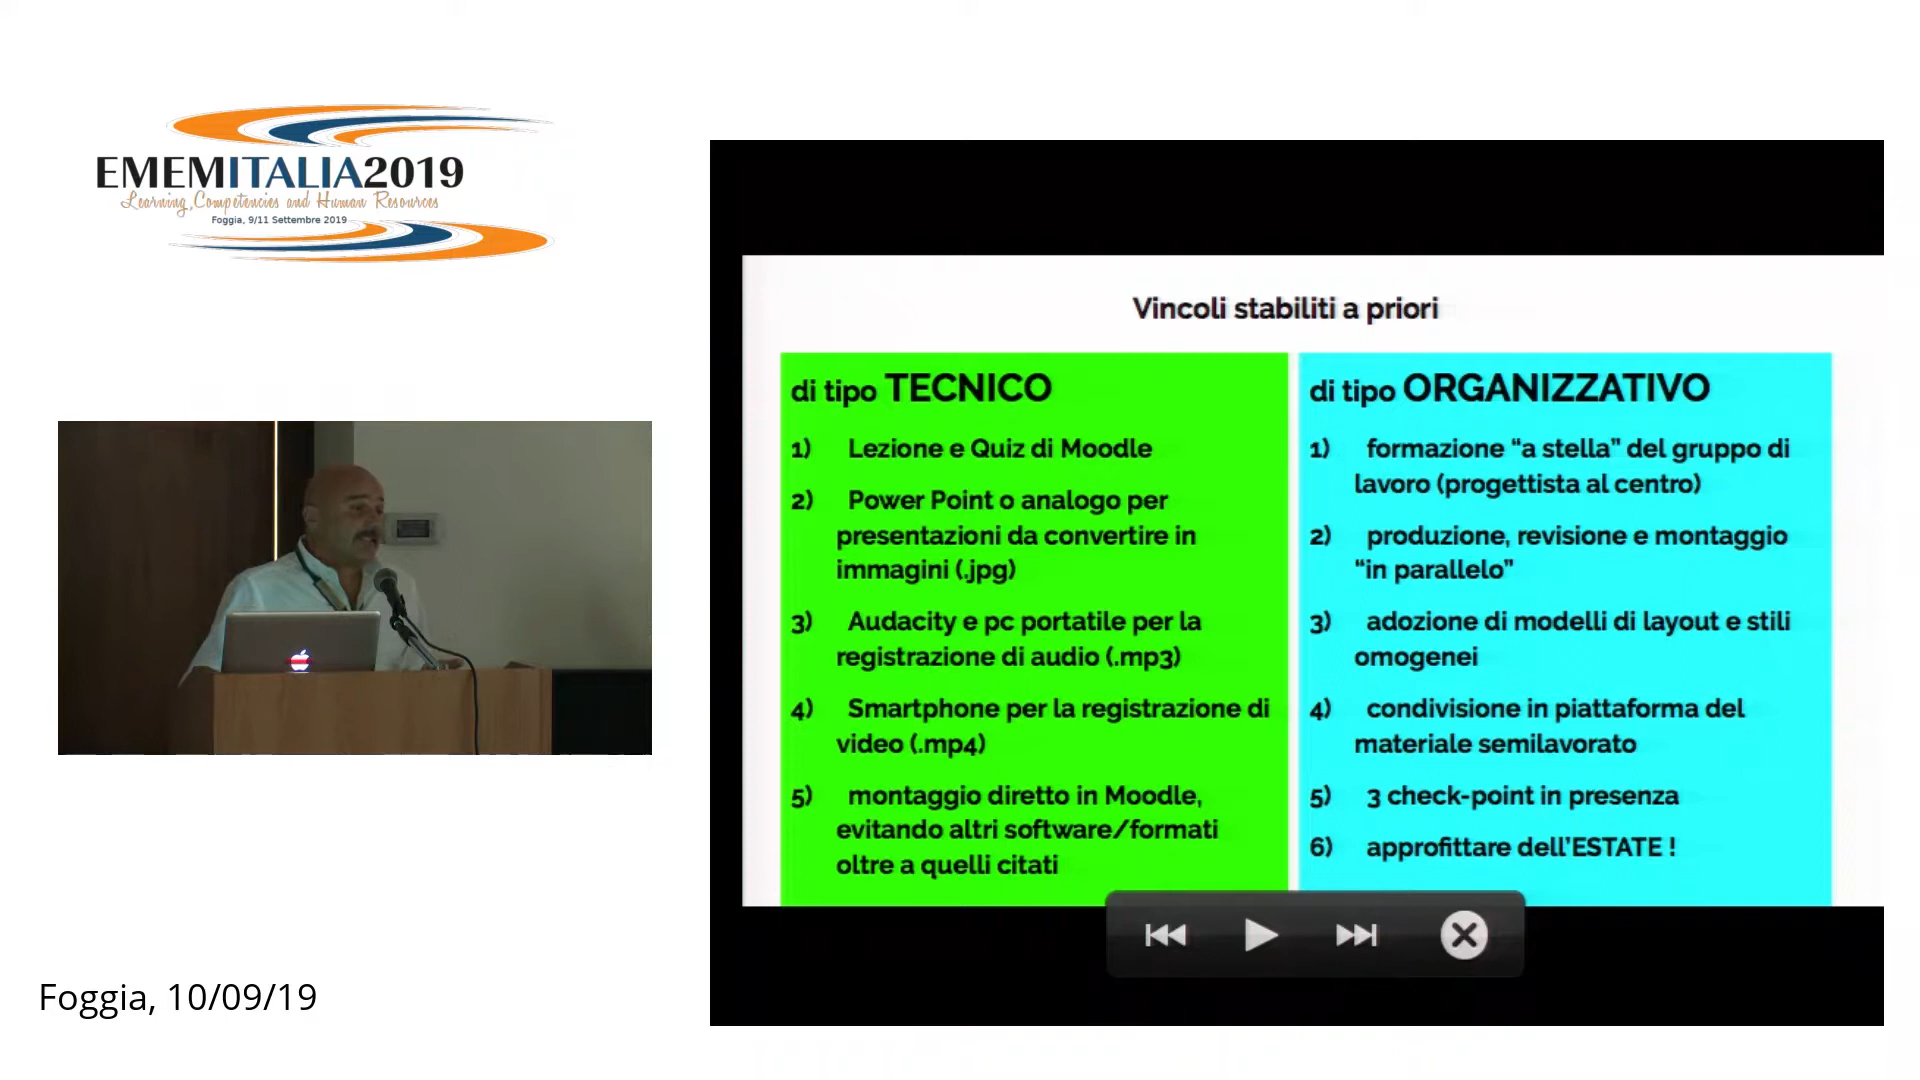 EMEMITALIA2019
Learning, Competencies and Human Resources
Foggia, 9/11 Settembre 2019
Vincoli stabiliti a priori
di tipo TECNICO
1) Lezione e Quiz di Moodle
2) Power Point o analogo per
presentazioni da convertire in
immagini (.jpg)
3) Audacity e pc portatile per la
registrazione di audio (.mp3)
4) Smartphone per la registrazione di
video (.mp4)
5) montaggio diretto in Moodle,
evitando altri software/formati
oltre a quelli citati
di tipo ORGANIZZATIVO
1) formazione “a stella” del gruppo di
lavoro (progettista al centro)
2) produzione, revisione e montaggio
“in parallelo”
3) adozione di modelli di layout e stili
omogenei
4) condivisione in piattaforma del
materiale semilavorato
5) 3 check-point in presenza
6) approfittare dell’ESTATE !
Foggia, 10/09/19